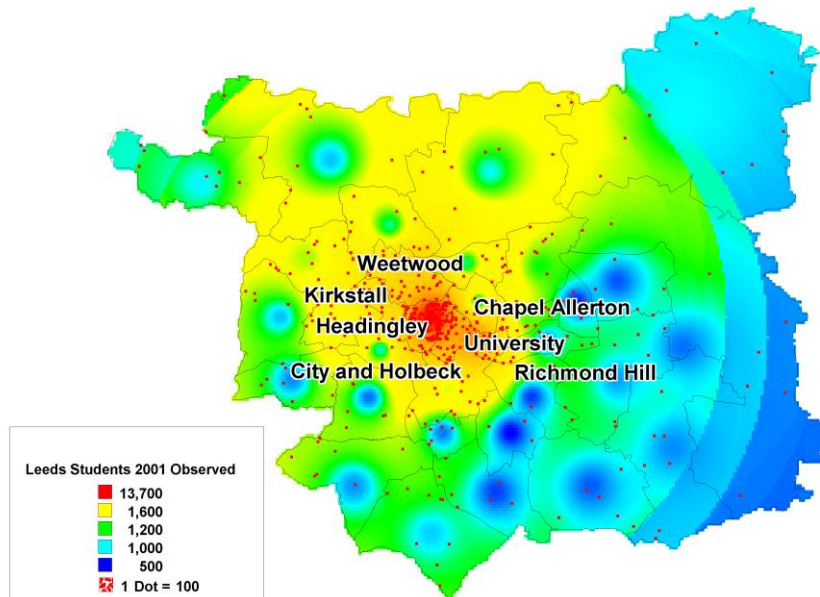 Weetwood
Kirkstall
Chapel Allerton
Headingley
University
City and Holbeck
Richmond Hill
Leeds Students 2001 Observed
13,700
1,600
1,200
1,000
500
1 Dot = 100